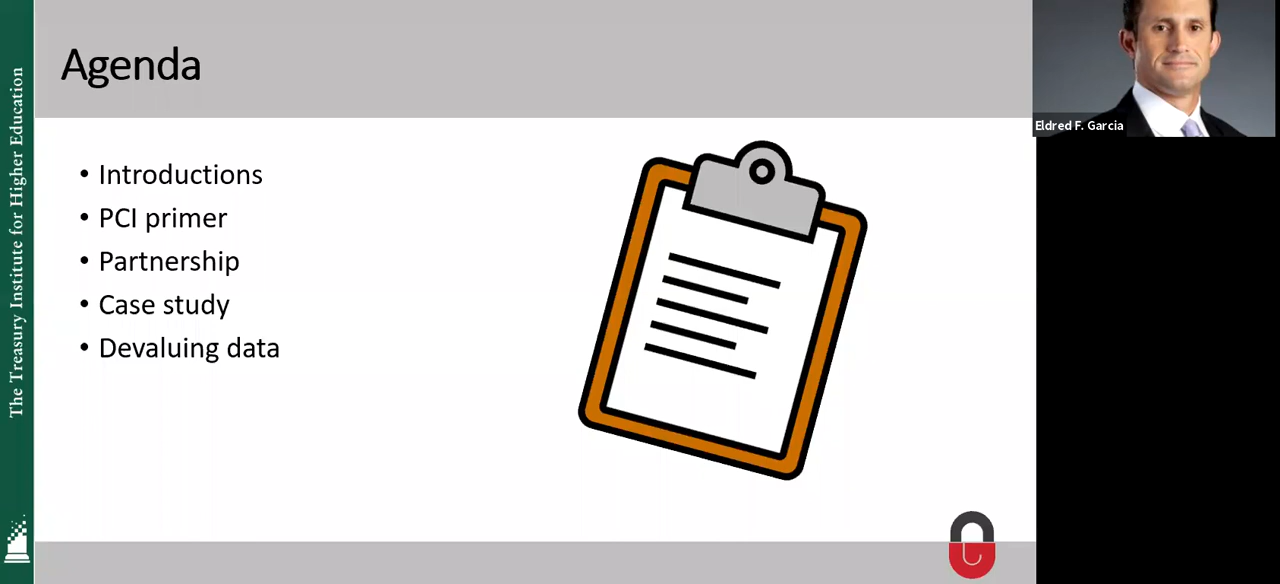 Agenda
• Introductions
• PCI primer
• Partnership
• Case study
• Devaluing data
The Treasury Institute for Higher Education
Eldred F. Garcia